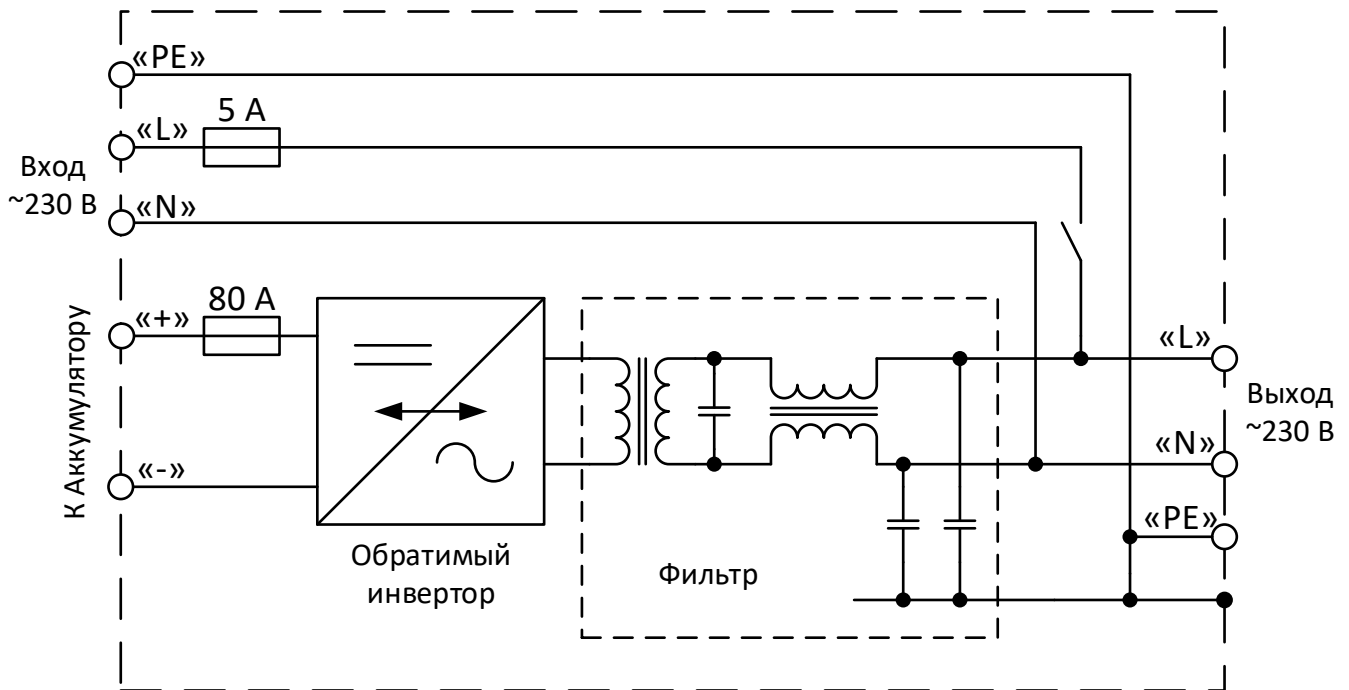 «PE»
5 А
«L»
Вход
~230 В
«N»
80 А
«+»
К Аккумулятору
«-»
Обратимый
инвертор
Фильтр
«L»
Выход
~230 В
«N»
«PE»